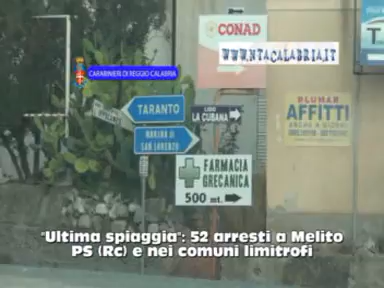 CONAD
WWW.NTACALABRIA.IT
CARABINIERI DI REGGIO CALABRIA
TARANTO
LIDO
LA CUBANA
MARINA DI
SAN LORENZO
AFFITTI
FARMACIA
GRECANICA
500 mt.
"Ultima spiaggia": 52 arresti a Melito
PS (Rc) e nei comuni limitrofi